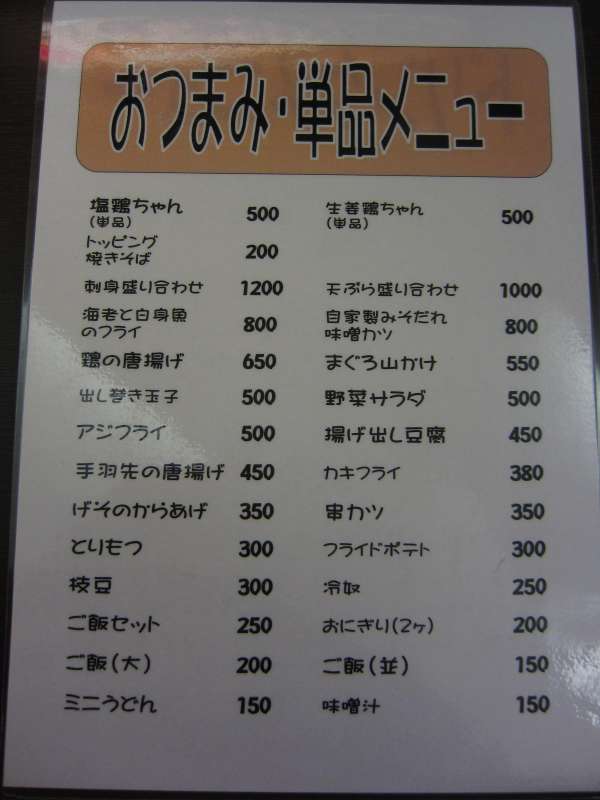 おつまみ・単品メニュー
塩鶏ちゃん
(単品)
500
生姜鶏ちゃん
(単品)
500
トッピング
焼きそば
200
刺身盛り合わせ 1200
天ぷら盛り合わせ 1000
海老と白身魚
のフライ
800
自家製みそだれ
味噌カツ
800
鶏の唐揚げ 650
まぐろ山かけ 550
出し巻き玉子 500
野菜サラダ 500
アジフライ 500
揚げ出し豆腐 450
手羽先の唐揚げ 450
カキフライ 380
げそのからあげ 350
串カツ 350
とりもつ 300
フライドポテト 300
枝豆 300
冷奴 250
ご飯セット 250
おにぎり(2ヶ) 200
ご飯(大) 200
ご飯(並) 150
ミニうどん 150
味噌汁 150